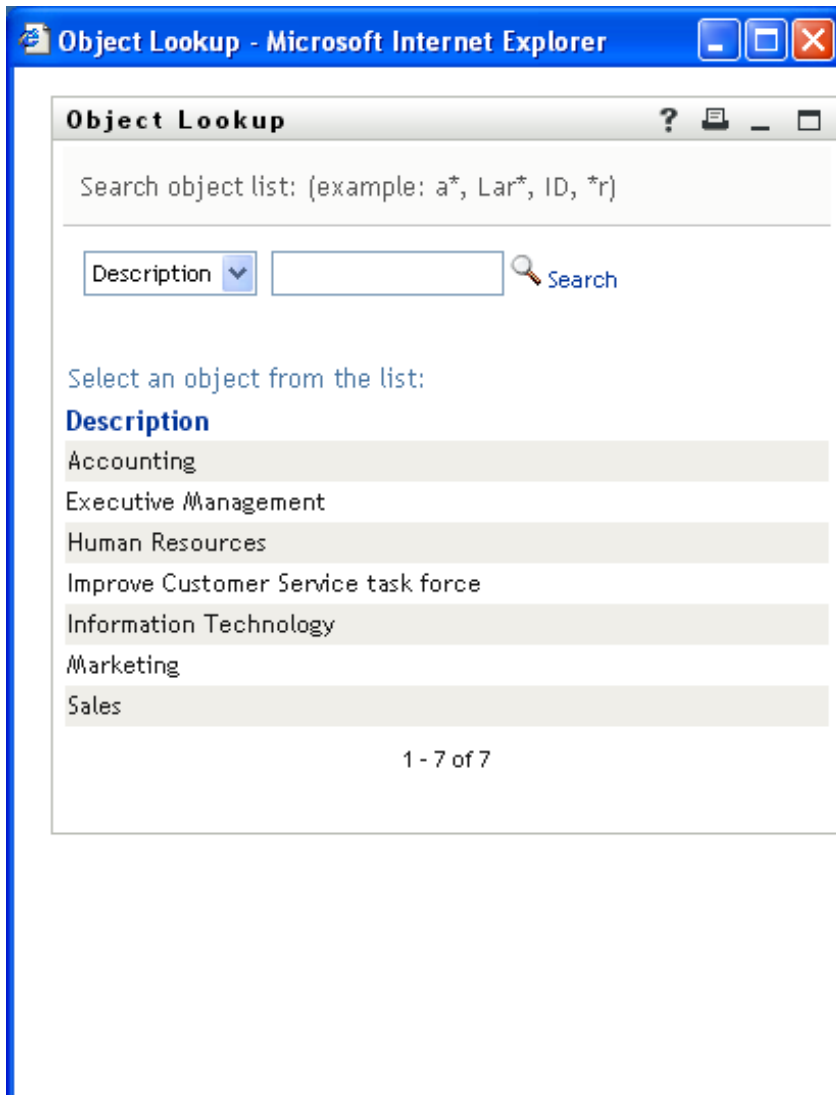 Object Lookup - Microsoft Internet Explorer
Object Lookup
?
Search object list: (example: a*, Lar*, ID, *r)
Description
Search
Select an object from the list:
Description
Accounting
Executive Management
Human Resources
Improve Customer Service task force
Information Technology
Marketing
Sales
1 - 7 of 7